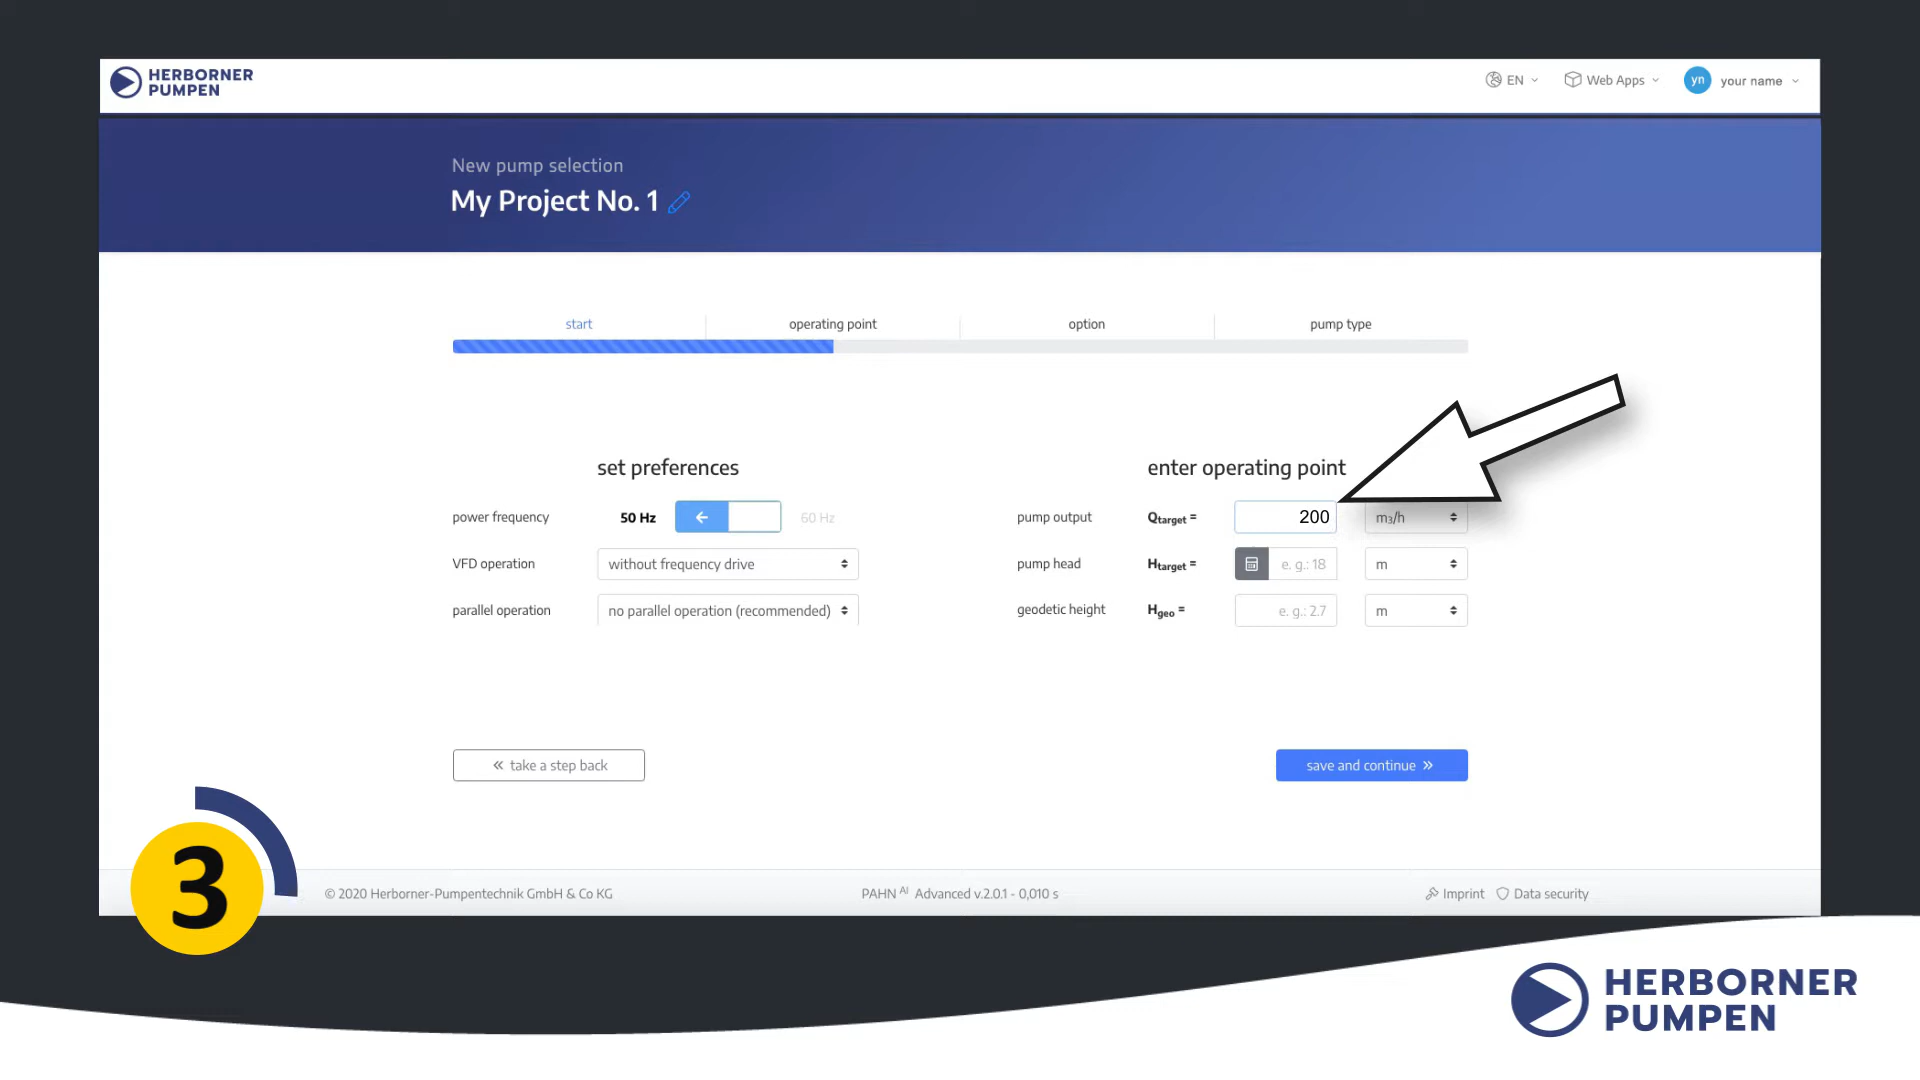 HERBORNER
PUMPEN
EN
Web Apps
yn
your name
New pump selection
My Project No. 1
start
operating point
option
pump type
set preferences
power frequency
50 Hz
60 Hz
VFD operation
without frequency drive
parallel operation
no parallel operation (recommended)
enter operating point
pump output
Qtarget =
200
m3/h
pump head
Htarget =
e. g.: 18
m
geodetic height
Hgeo =
e. g.: 2.7
m
« take a step back
save and continue »
3
© 2020 Herborner-Pumpentechnik GmbH & Co KG
PAHN AI Advanced v.2.0.1 - 0,010 s
Imprint
Data security
HERBORNER
PUMPEN